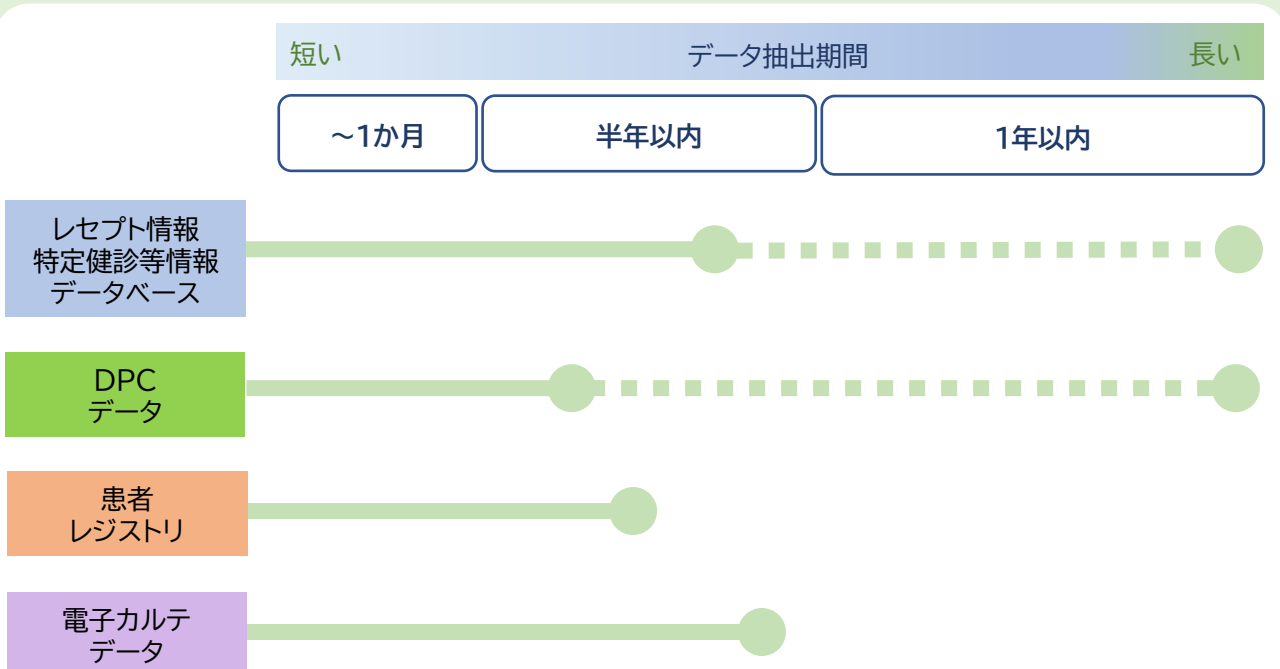 短い データ抽出期間 長い
～1か月 半年以内 1年以内
レセプト情報
特定健診等情報
データベース
DPC
データ
患者
レジストリ
電子カルテ
データ